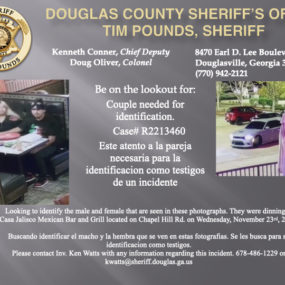 DOUGLAS COUNTY SHERIFF'S OF
TIM POUNDS, SHERIFF
Kenneth Conner, Chief Deputy
Doug Oliver, Colonel
8470 Earl D. Lee Boulev
Douglasville, Georgia 3
(770) 942-2121
Be on the lookout for:
Couple needed for
identification.
Case# R2213460
Este atento a la pareja
necesaria para la
identificacion como testigos
de un incidente
Looking to identify the male and female that are seen in these photographs. They were dinning
Casa Jalisco Mexican Bar and Grill located on Chapel Hill Rd. on Wednesday, November 23rd, 2
Buscando identificar el macho y la hembra que se ven en estas fotografías. Se les busca para s
identificacion como testigos.
Please contact Inv. Ken Watts with any information regarding this incident. 678-486-1229 o
kwatts@sheriff.douglas.ga.us